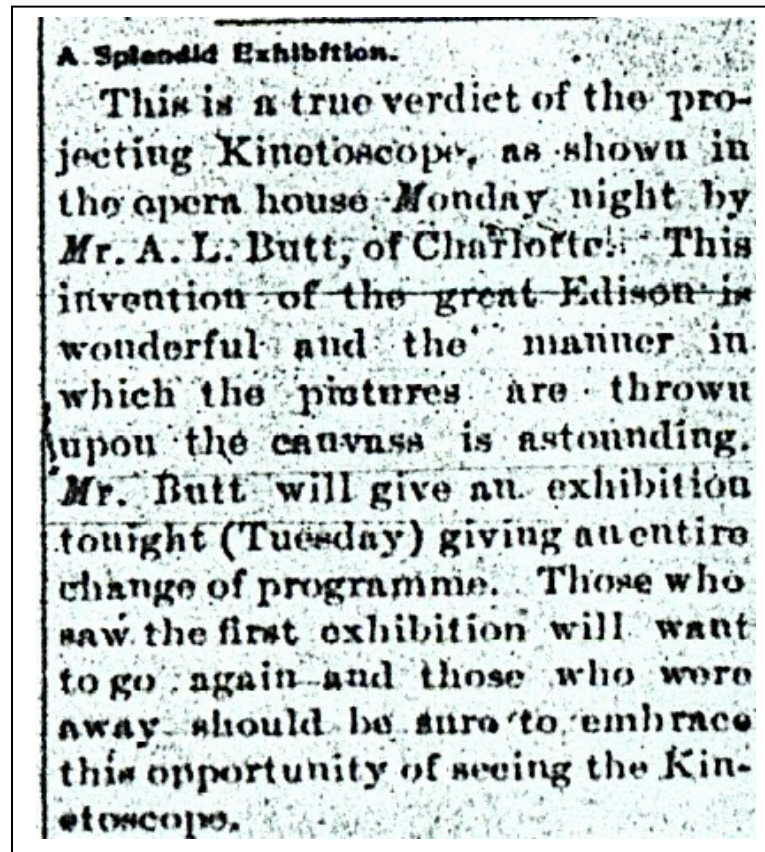 A Splendid Exhibition.
This is a true verdict of the pro-
jecting Kinetoscope, as shown in
the opera house Monday night by
Mr. A. L. Butt, of Charlotte. This
invention of the great Edison is
wonderful and the manner in
which the pictures are thrown
upon the canvass is astounding.
Mr. Butt will give an exhibition
tonight (Tuesday) giving an entire
change of programme. Those who
saw the first exhibition will want
to go again and those who were
away should be sure to embrace
this opportunity of seeing the Kin-
etoscope.